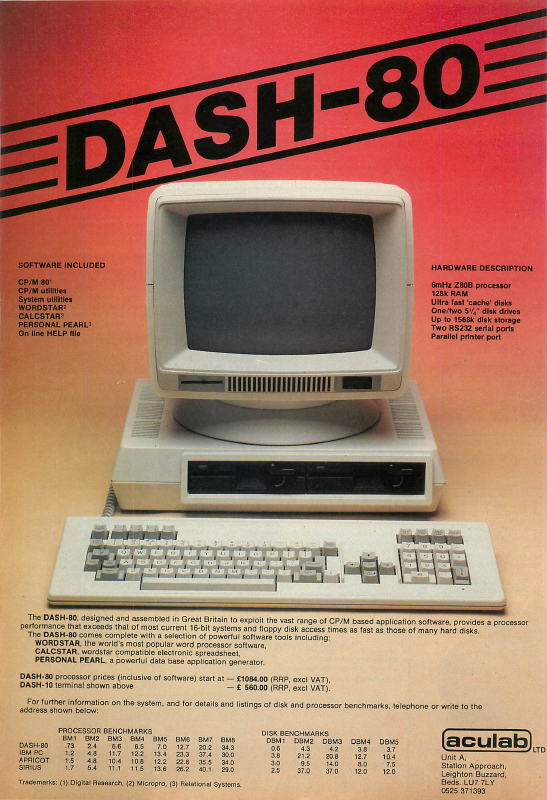 DASH-80
SOFTWARE INCLUDED
CP/M 80¹
CP/M utilities
System utilities
WORDSTAR²
CALCSTAR²
PERSONAL PEARL³
On line HELP file
HARDWARE DESCRIPTION
6mHz Z80B processor
128k RAM
Ultra fast 'cache' disks
One/two 5¼" disk drives
Up to 1568k disk storage
Two RS232 serial ports
Parallel printer port
The DASH-80, designed and assembled in Great Britain to exploit the vast range of CP/M based application software, provides a processor
performance that exceeds that of most current 16-bit systems and floppy disk access times as fast as those of many hard disks.
The DASH-80 comes complete with a selection of powerful software tools including:
WORDSTAR, the world's most popular word processor software,
CALCSTAR, wordstar compatible electronic spreadsheet,
PERSONAL PEARL, a powerful data base application generator.
DASH-80 processor prices (inclusive of software) start at — £1084.00 (RRP, excl VAT),
DASH-10 terminal shown above — £ 560.00 (RRP, excl VAT).
For further information on the system, and for details and listings of disk and processor benchmarks, telephone or write to the
address shown below:
PROCESSOR BENCHMARKS
BM1 BM2 BM3 BM4 BM5 BM6 BM7 BM8
DASH-80 .73 2.4 6.6 6.5 7.0 12.7 20.2 34.3
IBM PC 1.2 4.8 11.7 12.2 13.4 23.3 37.4 30.0
APRICOT 1.5 4.8 10.4 10.8 12.2 22.8 35.5 34.0
SIRIUS 1.7 5.4 11.1 11.5 13.6 26.2 40.1 29.0
DISK BENCHMARKS
DBM1 DBM2 DBM3 DBM4 DBM5
0.6 4.3 4.2 3.8 3.7
3.8 21.2 20.8 12.7 10.4
3.0 9.5 14.0 8.0 7.5
2.5 37.0 37.0 12.0 12.0
Trademarks: (1) Digital Research, (2) Micropro, (3) Relational Systems.
aculab LTD
Unit A,
Station Approach,
Leighton Buzzard,
Beds. LU7 7LY
0525 371393